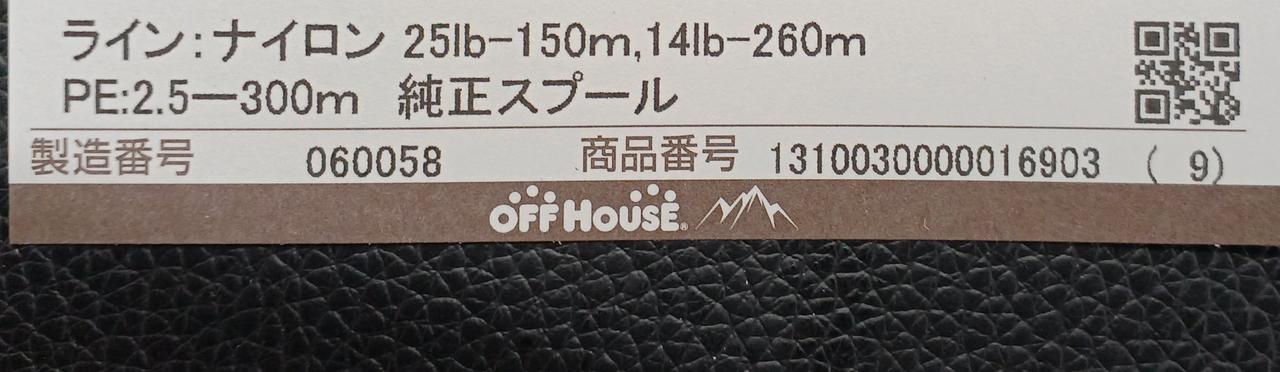 ライン:ナイロン 25lb-150m,14lb-260m
PE:2.5ー300m 純正スプール
製造番号 060058 商品番号 1310030000016903 ( 9)
OFF HOUSE®